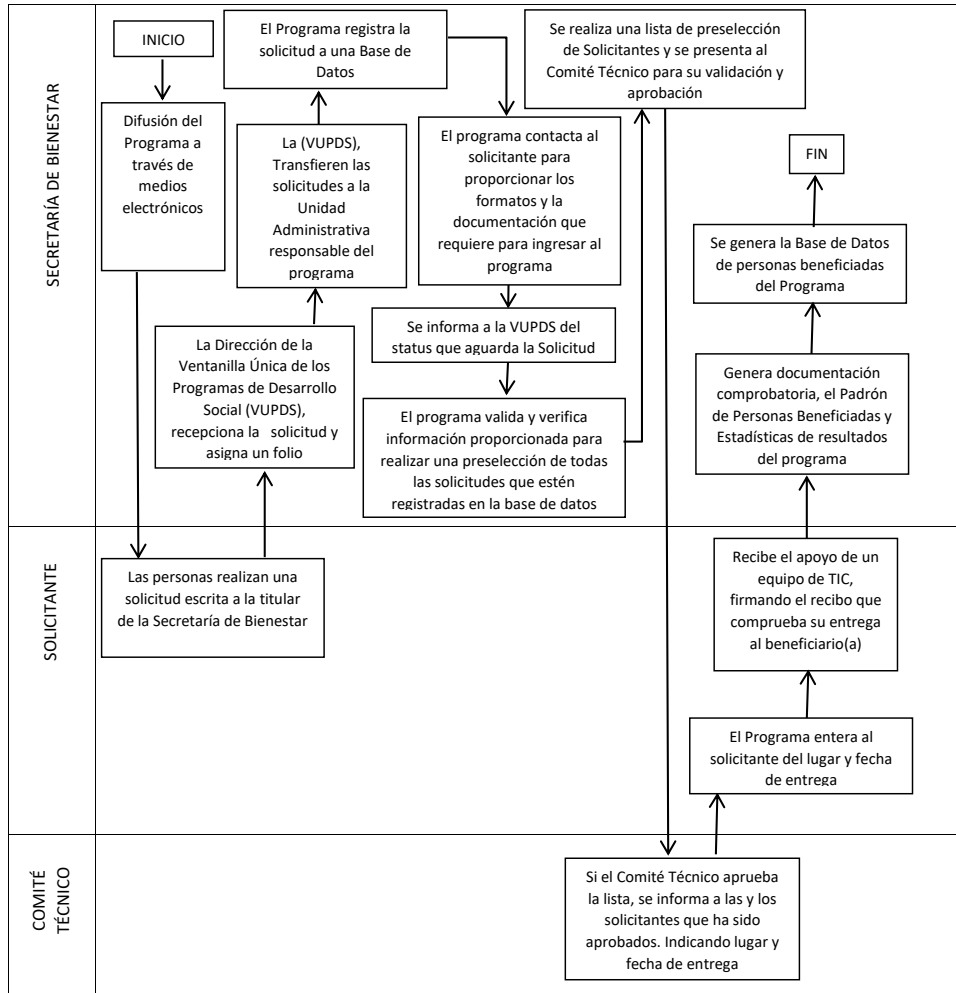 SECRETARÍA DE BIENESTAR
INICIO
Difusión del
Programa a
través de
medios
electrónicos
Las personas realizan una
solicitud escrita a la titular
de la Secretaría de Bienestar
La Dirección de la
Ventanilla Única de los
Programas de Desarrollo
Social (VUPDS),
recepciona la solicitud y
asigna un folio
La (VUPDS),
Transfieren las
solicitudes a la
Unidad
Administrativa
responsable del
programa
El Programa registra la
solicitud a una Base de
Datos
El programa contacta al
solicitante para
proporcionar los
formatos y la
documentación que
requiere para ingresar al
programa
Se informa a la VUPDS del
status que aguarda la Solicitud
El programa valida y verifica
información proporcionada para
realizar una preselección de todas
las solicitudes que estén
registradas en la base de datos
Se realiza una lista de preselección
de Solicitantes y se presenta al
Comité Técnico para su validación y
aprobación
SOLICITANTE
COMITÉ
TÉCNICO
Si el Comité Técnico aprueba
la lista, se informa a las y los
solicitantes que ha sido
aprobados. Indicando lugar y
fecha de entrega
El Programa entera al
solicitante del lugar y fecha
de entrega
Recibe el apoyo de un
equipo de TIC,
firmando el recibo que
comprueba su entrega
al beneficiario(a)
Genera documentación
comprobatoria, el Padrón
de Personas Beneficiadas y
Estadísticas de resultados
del programa
Se genera la Base de Datos
de personas beneficiadas
del Programa
FIN